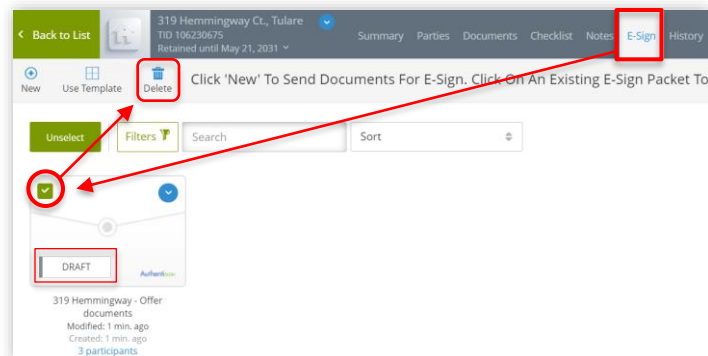 Back to List
319 Hemmingway Ct., Tulare
TID 106230675
Retained until May 21, 2031
Summary Parties Documents Checklist Notes E-Sign History
New Use Template Delete
Click 'New' To Send Documents For E-Sign. Click On An Existing E-Sign Packet To
Unselect Filters Search Sort
DRAFT
Authentisign
319 Hemmingway - Offer
documents
Modified: 1 min. ago
Created: 1 min. ago
3 participants